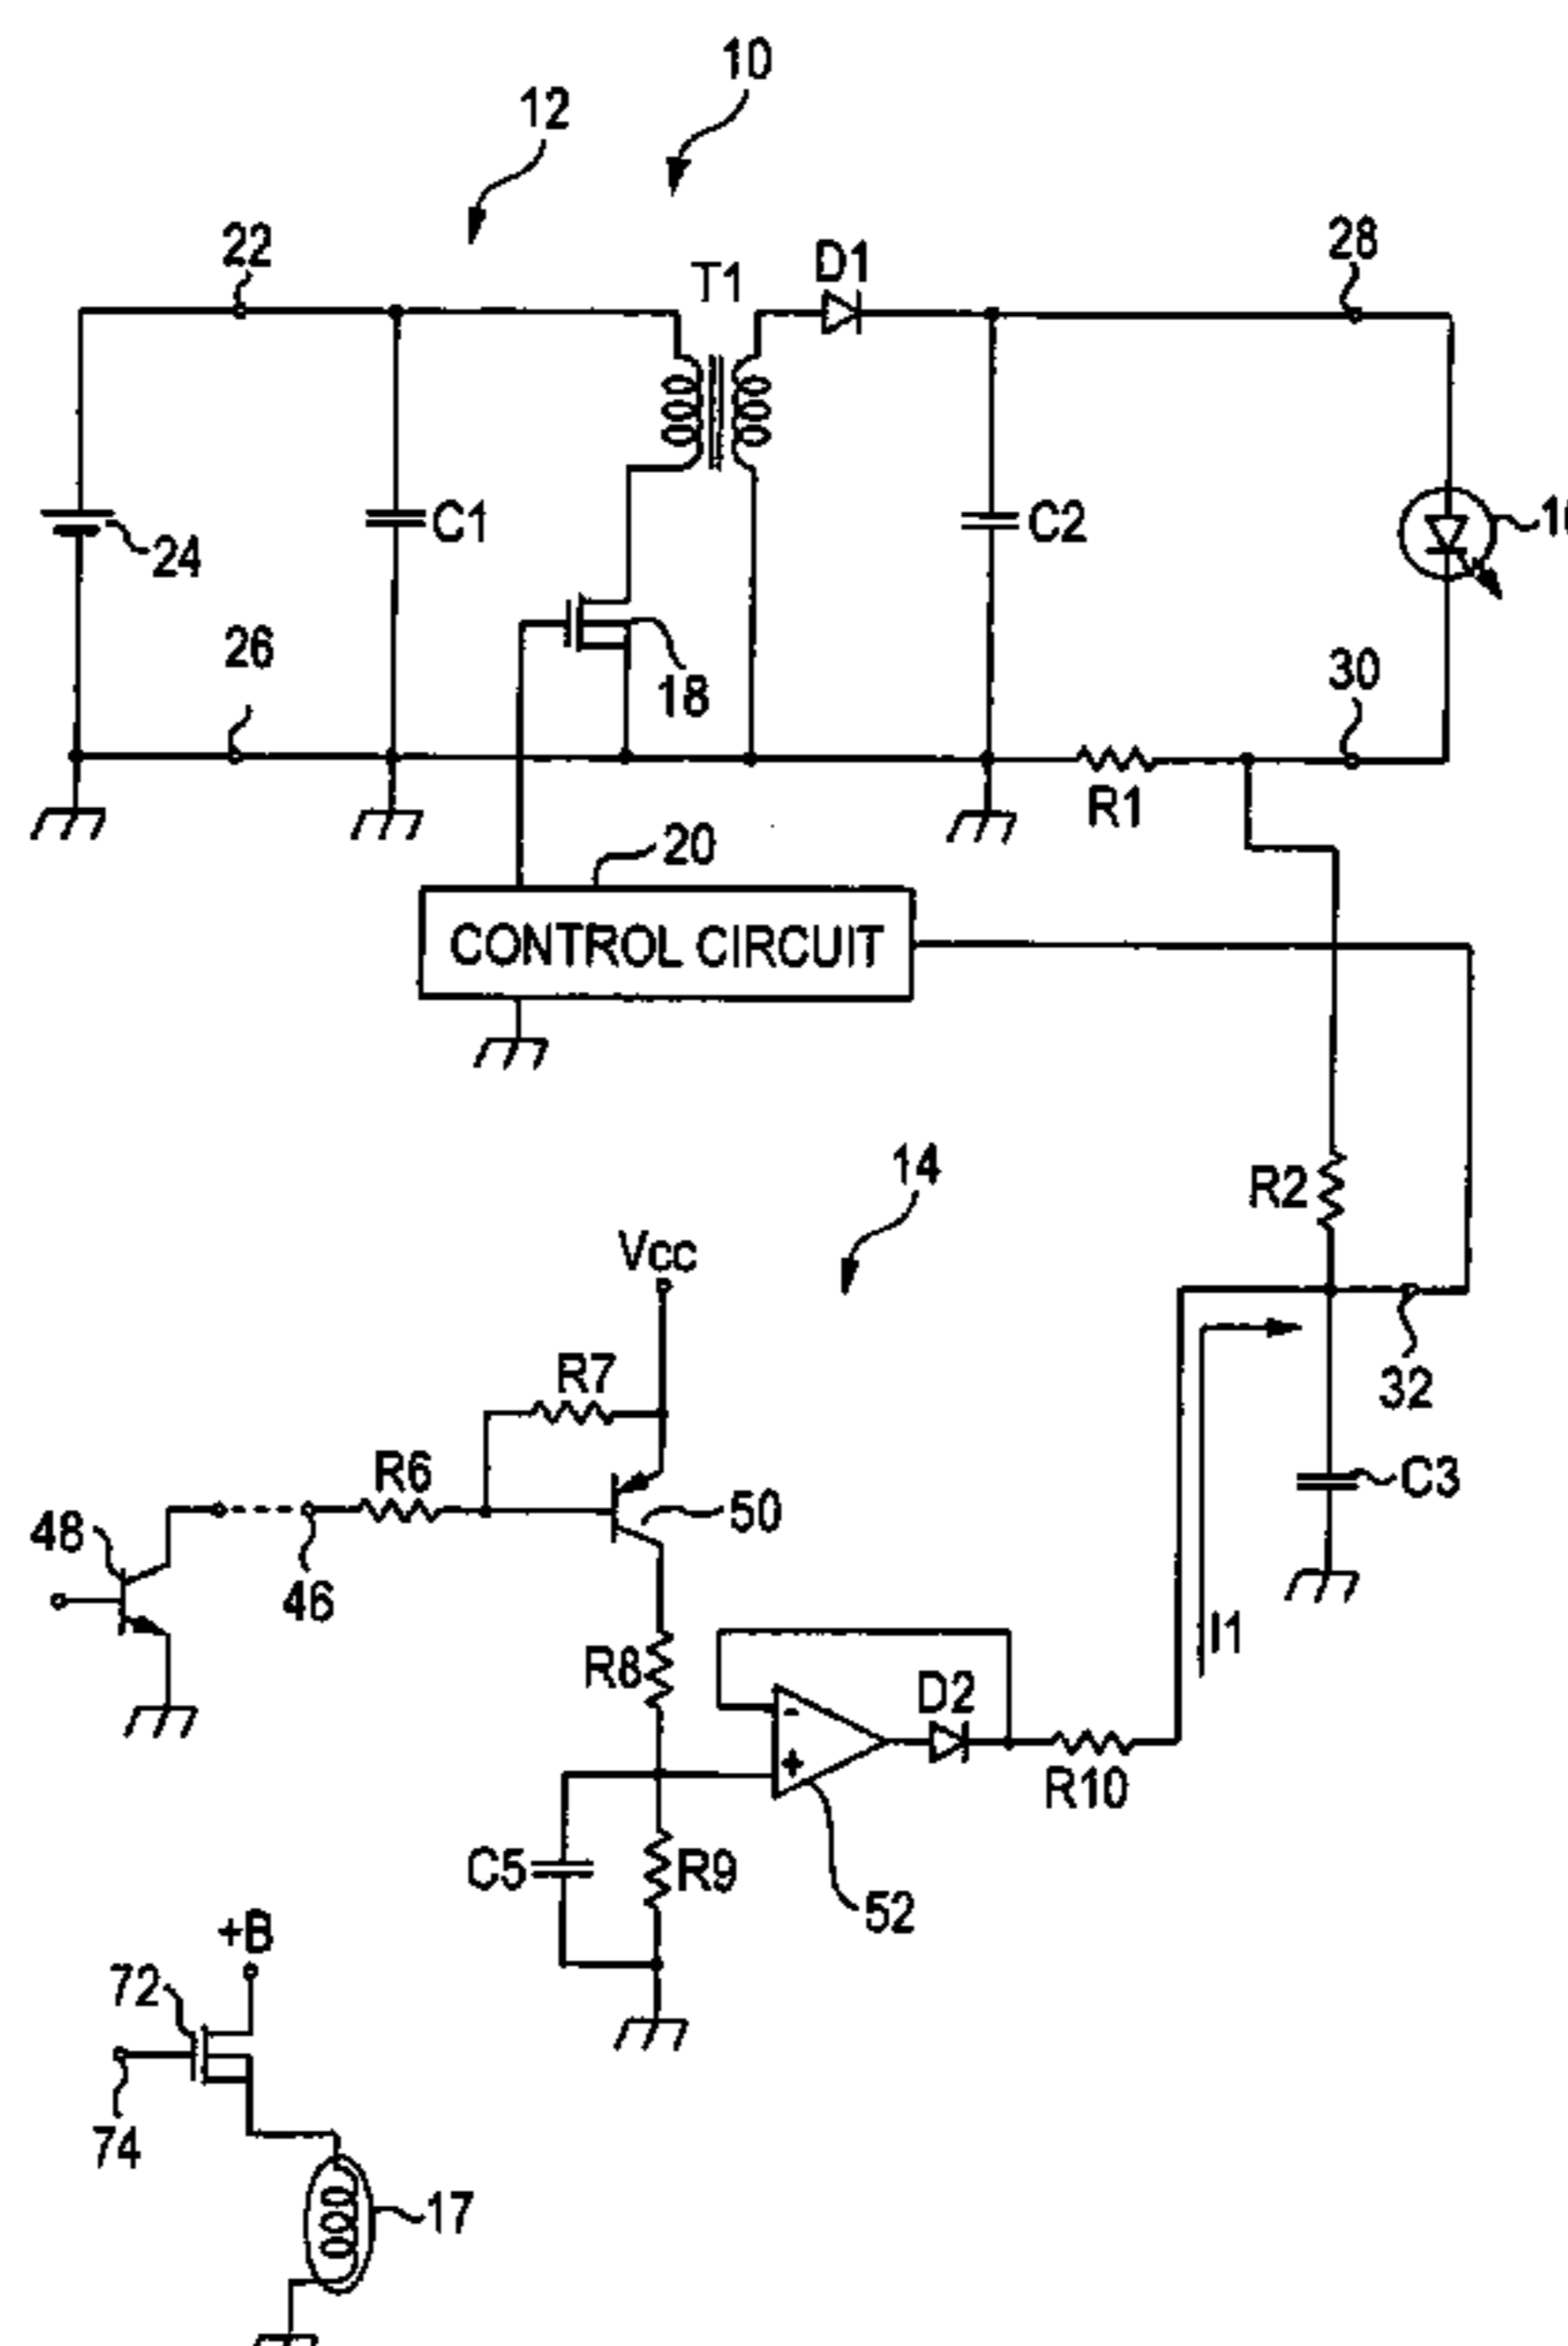 10
12
22
T1
D1
28
24
C1
C2
26
18
30
R1
20
CONTROL CIRCUIT
14
R2
VCC
R7
32
R6
50
C3
48
46
R8
D2
I1
R10
C5
R9
52
+B
72
74
17
-
+